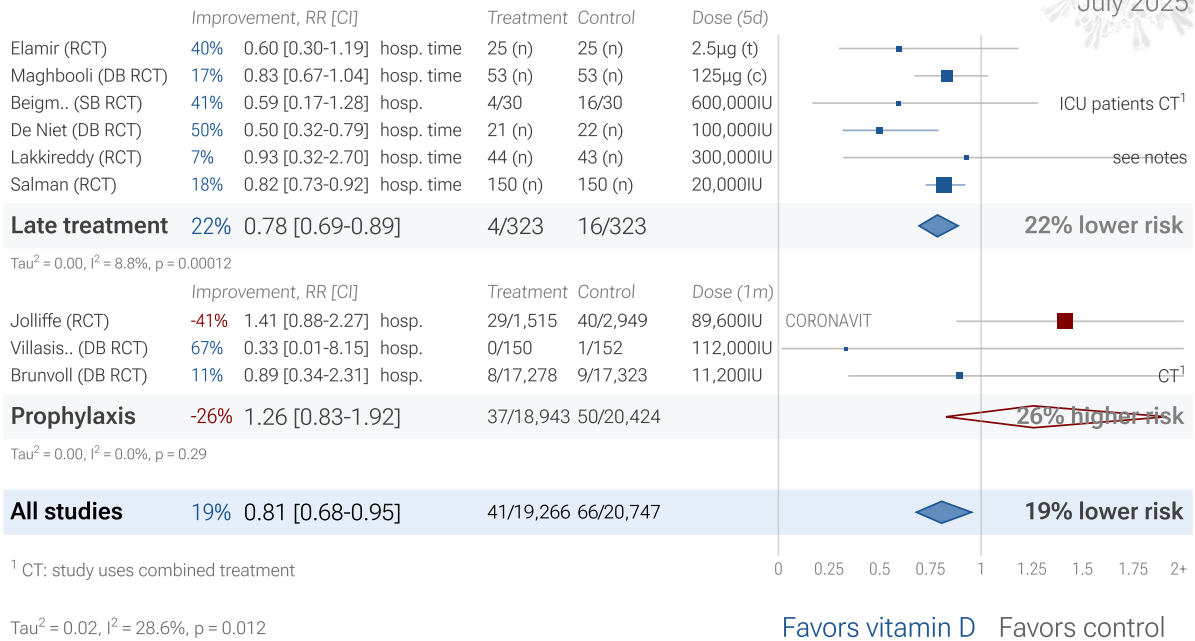 July 2025
Improvement, RR [CI] Treatment Control Dose (5d)
Elamir (RCT) 40% 0.60 [0.30-1.19] hosp. time 25 (n) 25 (n) 2.5µg (t)
Maghbooli (DB RCT) 17% 0.83 [0.67-1.04] hosp. time 53 (n) 53 (n) 125µg (c)
Beigm.. (SB RCT) 41% 0.59 [0.17-1.28] hosp. 4/30 16/30 600,000IU ICU patients CT¹
De Niet (DB RCT) 50% 0.50 [0.32-0.79] hosp. time 21 (n) 22 (n) 100,000IU
Lakkireddy (RCT) 7% 0.93 [0.32-2.70] hosp. time 44 (n) 43 (n) 300,000IU see notes
Salman (RCT) 18% 0.82 [0.73-0.92] hosp. time 150 (n) 150 (n) 20,000IU
Late treatment 22% 0.78 [0.69-0.89] 4/323 16/323 22% lower risk
Tau² = 0.00, I² = 8.8%, p = 0.00012
Improvement, RR [CI] Treatment Control Dose (1m)
Jolliffe (RCT) -41% 1.41 [0.88-2.27] hosp. 29/1,515 40/2,949 89,600IU CORONAVIT
Villasis.. (DB RCT) 67% 0.33 [0.01-8.15] hosp. 0/150 1/152 112,000IU
Brunvoll (DB RCT) 11% 0.89 [0.34-2.31] hosp. 8/17,278 9/17,323 11,200IU CT¹
Prophylaxis -26% 1.26 [0.83-1.92] 37/18,943 50/20,424 26% higher risk
Tau² = 0.00, I² = 0.0%, p = 0.29
All studies 19% 0.81 [0.68-0.95] 41/19,266 66/20,747 19% lower risk
¹ CT: study uses combined treatment 0 0.25 0.5 0.75 1 1.25 1.5 1.75 2+
Tau² = 0.02, I² = 28.6%, p = 0.012 Favors vitamin D Favors control